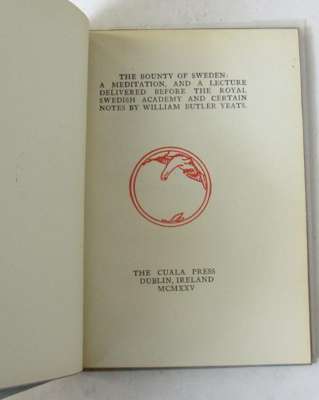 THE BOUNTY OF SWEDEN:
A MEDITATION, AND A LECTURE
DELIVERED BEFORE THE ROYAL
SWEDISH ACADEMY AND CERTAIN
NOTES BY WILLIAM BUTLER YEATS.
THE CUALA PRESS
DUBLIN, IRELAND
MCMXXV